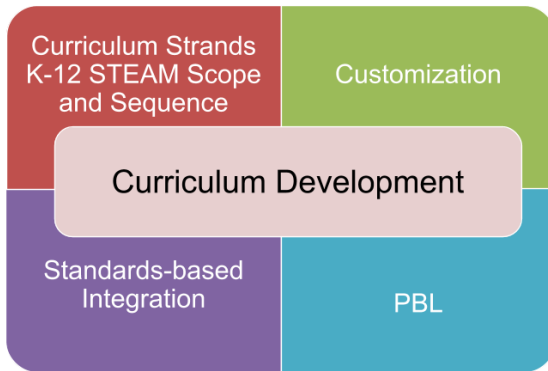 Curriculum Strands
K-12 STEAM Scope
and Sequence
Customization
Curriculum Development
Standards-based
Integration
PBL